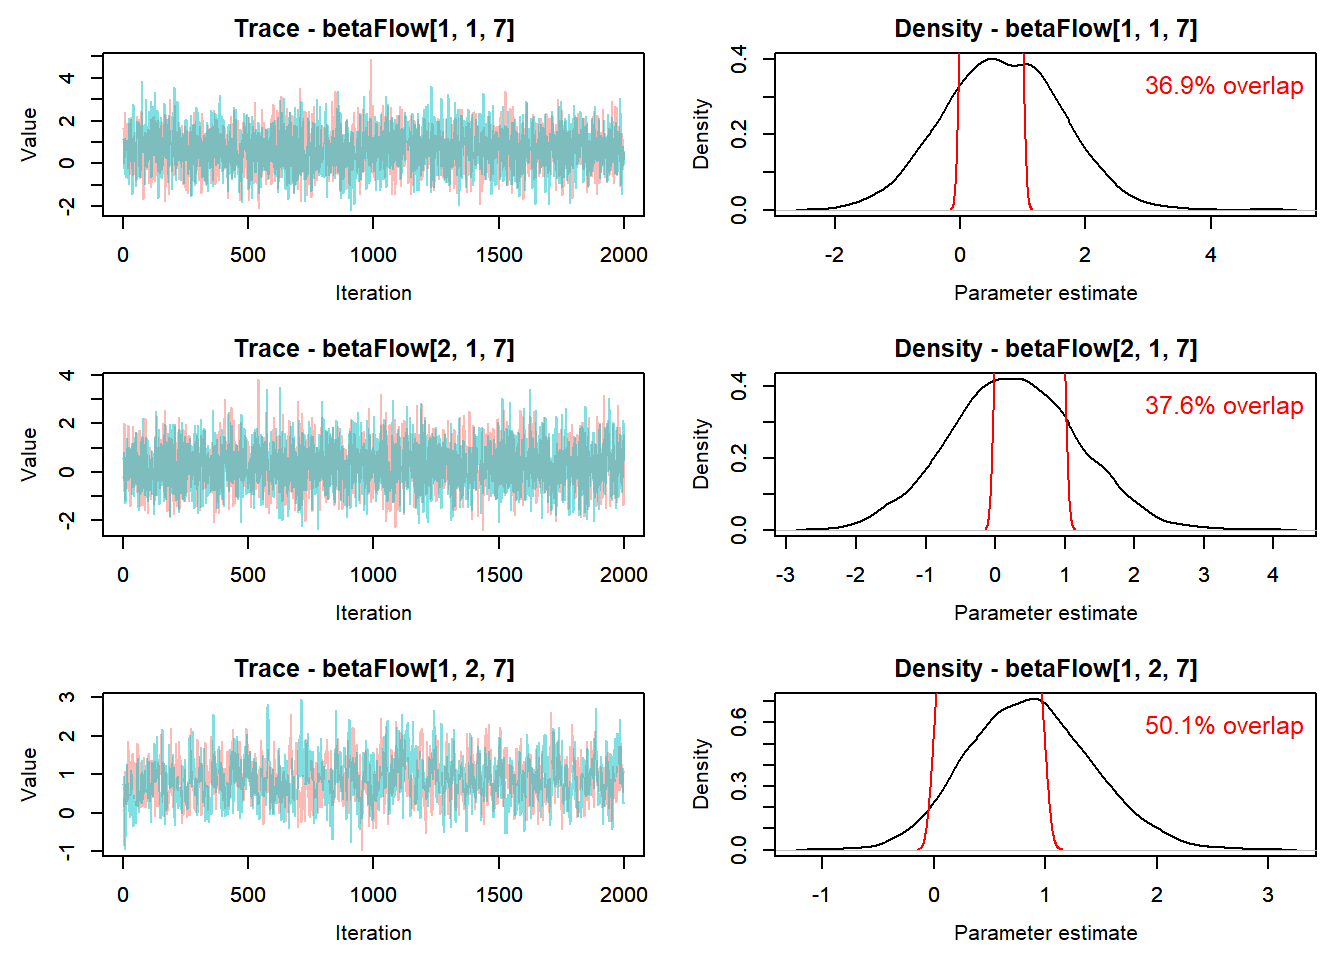 Trace - betaFlow[1, 1, 7]
Value
-2 0 2 4
0 500 1000 1500 2000
Iteration
Density - betaFlow[1, 1, 7]
36.9% overlap
Density
0.0 0.2 0.4
-2 0 2 4
Parameter estimate
Trace - betaFlow[2, 1, 7]
Value
-2 0 2 4
0 500 1000 1500 2000
Iteration
Density - betaFlow[2, 1, 7]
37.6% overlap
Density
0.0 0.2 0.4
-3 -2 -1 0 1 2 3 4
Parameter estimate
Trace - betaFlow[1, 2, 7]
Value
-1 0 1 2 3
0 500 1000 1500 2000
Iteration
Density - betaFlow[1, 2, 7]
50.1% overlap
Density
0.0 0.3 0.6
-1 0 1 2 3
Parameter estimate